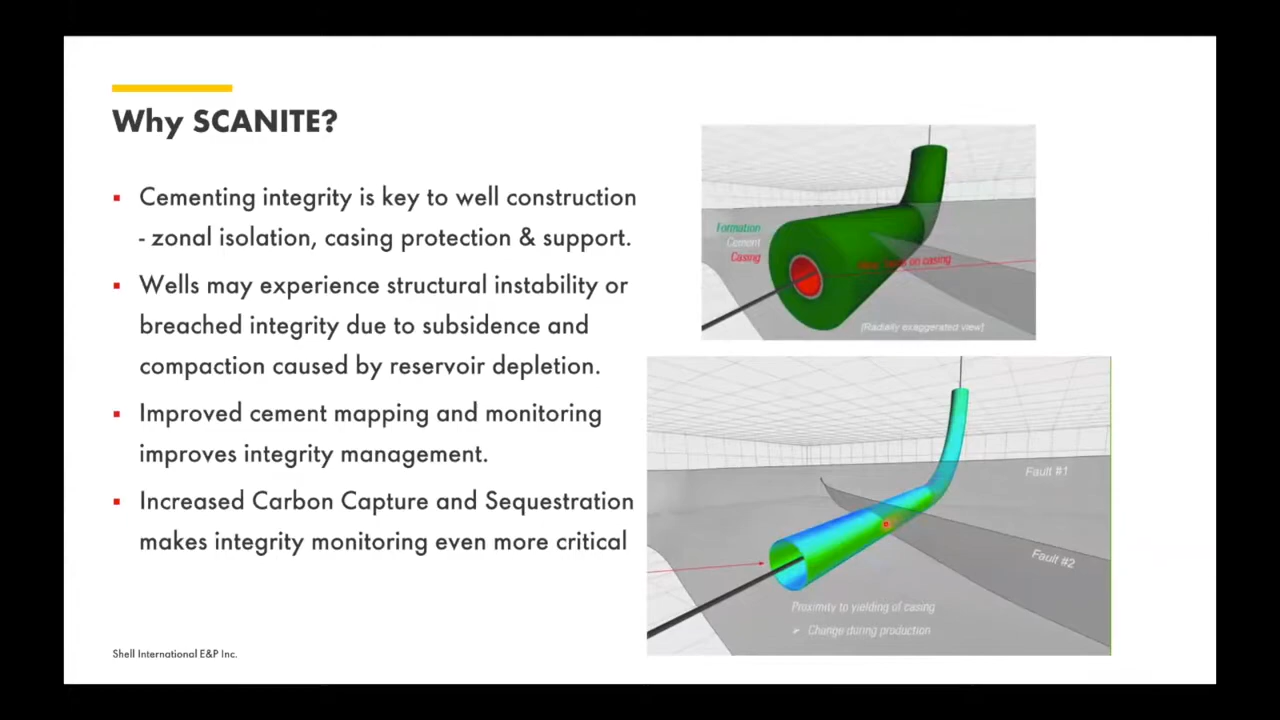 Why SCANITE?
▪ Cementing integrity is key to well construction
- zonal isolation, casing protection & support.
▪ Wells may experience structural instability or
breached integrity due to subsidence and
compaction caused by reservoir depletion.
▪ Improved cement mapping and monitoring
improves integrity management.
▪ Increased Carbon Capture and Sequestration
makes integrity monitoring even more critical
Formation
Cement
Casing
on casing
(Radially exaggerated view)
Fault #1
Fault #2
Proximity to yielding of casing
Change during production
Shell International E&P Inc.